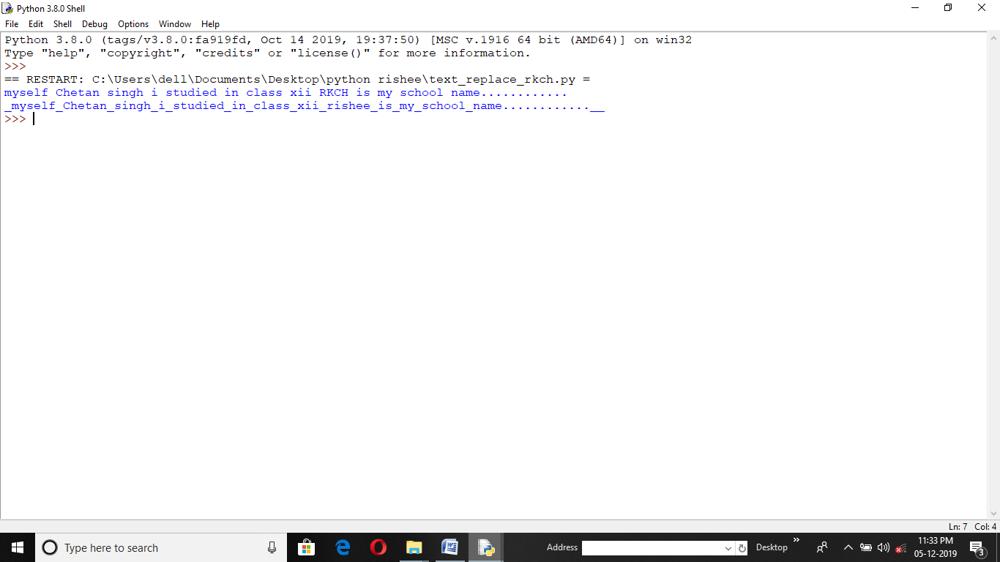 Python 3.8.0 Shell
File Edit Shell Debug Options Window Help
Python 3.8.0 (tags/v3.8.0:fa919fd, Oct 14 2019, 19:37:50) [MSC v.1916 64 bit (AMD64)] on win32
Type "help", "copyright", "credits" or "license()" for more information.
>>>
== RESTART: C:\Users\dell\Documents\Desktop\python rishee\text_replace_rkch.py =
myself Chetan singh i studied in class xii RKCH is my school name............
_myself_Chetan_singh_i_studied_in_class_xii_rishee_is_my_school_name............__
>>>
Ln: 7 Col: 4
Type here to search Address Desktop » 11:33 PM
05-12-2019 3